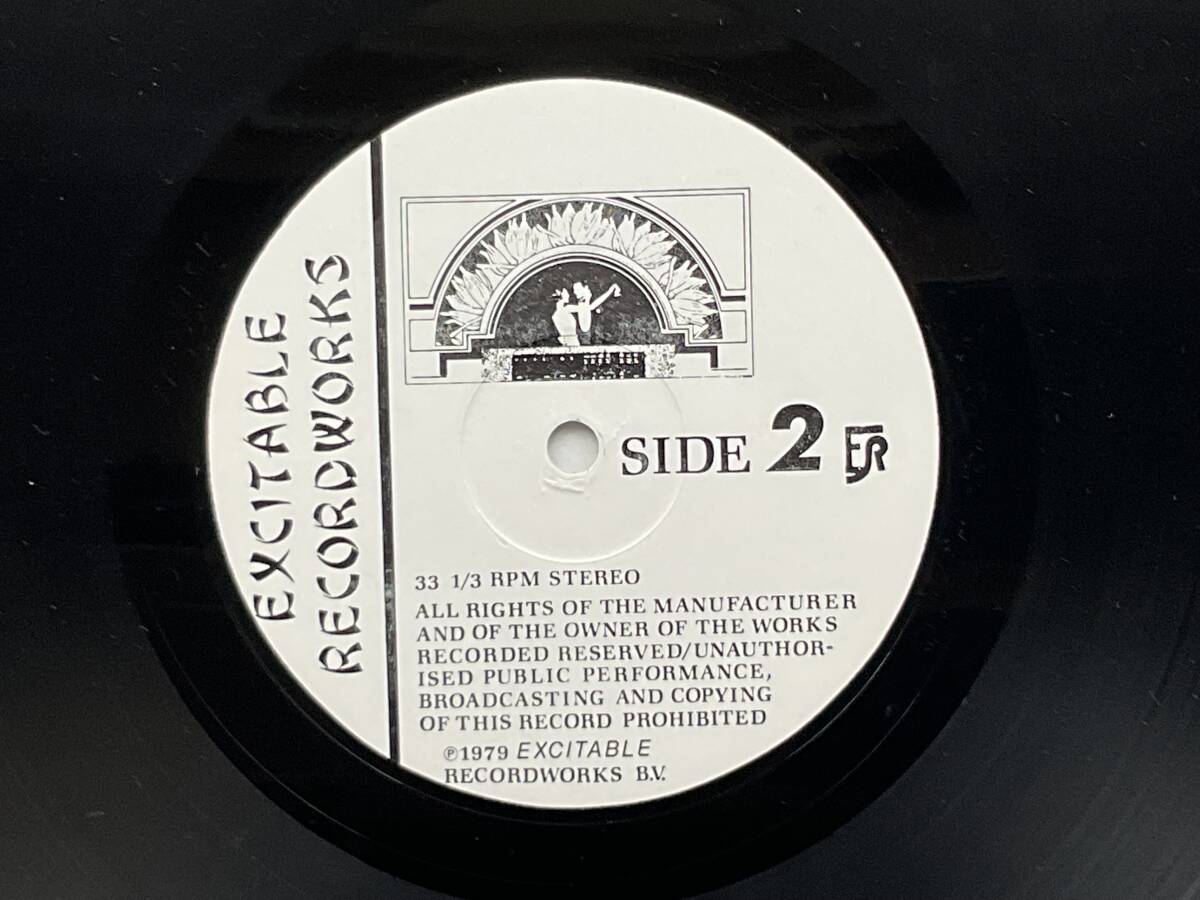 EXCITABLE
RECORDWORKS
SIDE 2 ER
33 1/3 RPM STEREO
ALL RIGHTS OF THE MANUFACTURER
AND OF THE OWNER OF THE WORKS
RECORDED RESERVED/UNAUTHOR-
ISED PUBLIC PERFORMANCE,
BROADCASTING AND COPYING
OF THIS RECORD PROHIBITED
℗1979 EXCITABLE
RECORDWORKS B.V.